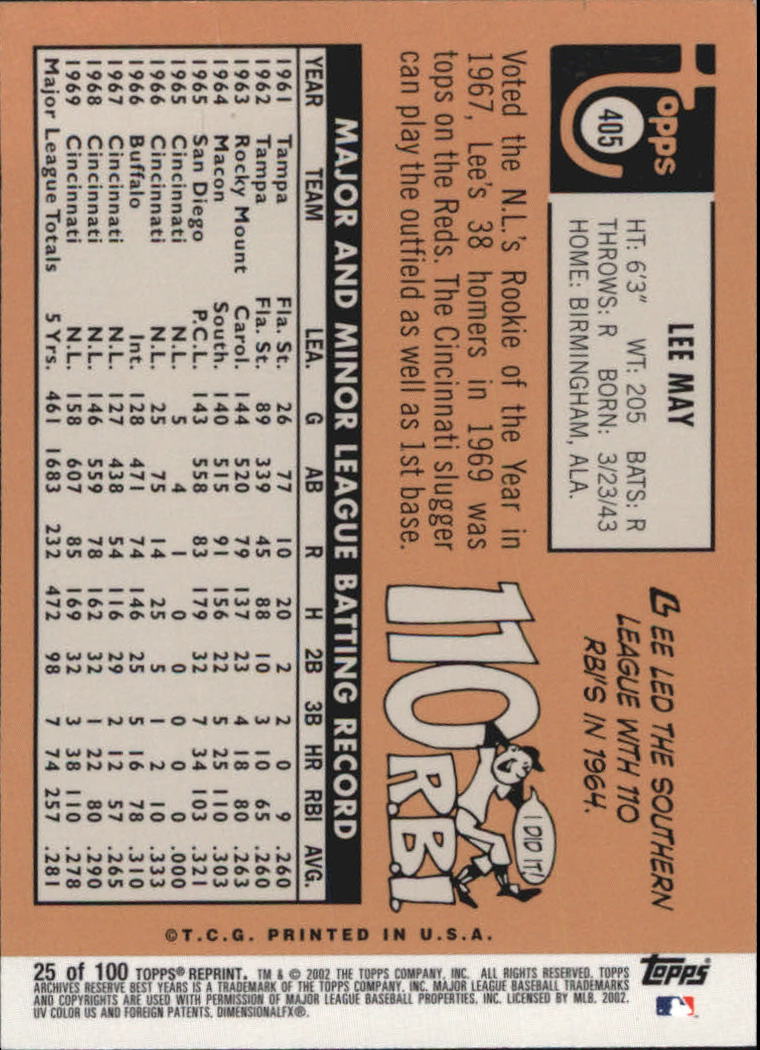 Topps
405
LEE MAY
HT: 6'3" WT: 205 BATS: R
THROWS: R BORN: 3/23/43
HOME: BIRMINGHAM, ALA.
Voted the N.L.'s Rookie of the Year in
1967, Lee's 38 homers in 1969 was
tops on the Reds. The Cincinnati slugger
can play the outfield as well as 1st base.
LEE LED THE SOUTHERN
LEAGUE WITH 110
RBI'S IN 1964.
I DID IT!
110
R.B.I.
MAJOR AND MINOR LEAGUE BATTING RECORD
YEAR TEAM LEA. G AB R H 2B 3B HR RBI AVG.
1961 Tampa Fla. St. 26 77 10 20 2 2 0 9 .260
1962 Tampa Fla. St. 89 339 45 88 10 3 10 65 .260
1963 Rocky Mount Carol. 144 520 79 137 23 4 18 80 .263
1964 Macon South. 140 515 91 156 22 5 25 110 .303
1965 San Diego P.C.L. 143 558 83 179 32 7 34 103 .321
1965 Cincinnati N.L. 5 4 1 0 0 0 0 0 .000
1966 Cincinnati N.L. 25 75 14 25 5 1 2 10 .333
1966 Buffalo Int. 128 471 74 146 25 5 16 78 .310
1967 Cincinnati N.L. 127 438 54 116 29 2 12 57 .265
1968 Cincinnati N.L. 146 559 78 162 32 1 22 80 .290
1969 Cincinnati N.L. 158 607 85 169 32 3 38 110 .278
Major League Totals 5 Yrs. 461 1683 232 472 98 7 74 257 .281
©T.C.G. PRINTED IN U.S.A.
Topps
25 of 100 TOPPS® REPRINT. TM & © 2002 THE TOPPS COMPANY, INC. ALL RIGHTS RESERVED. TOPPS
ARCHIVES RESERVE BEST YEARS IS A TRADEMARK OF THE TOPPS COMPANY, INC. MAJOR LEAGUE BASEBALL TRADEMARKS
AND COPYRIGHTS ARE USED WITH PERMISSION OF MAJOR LEAGUE BASEBALL PROPERTIES, INC. LICENSED BY MLB. 2002.
UV COLOR US AND FOREIGN PATENTS, DIMENSIONALFX®.